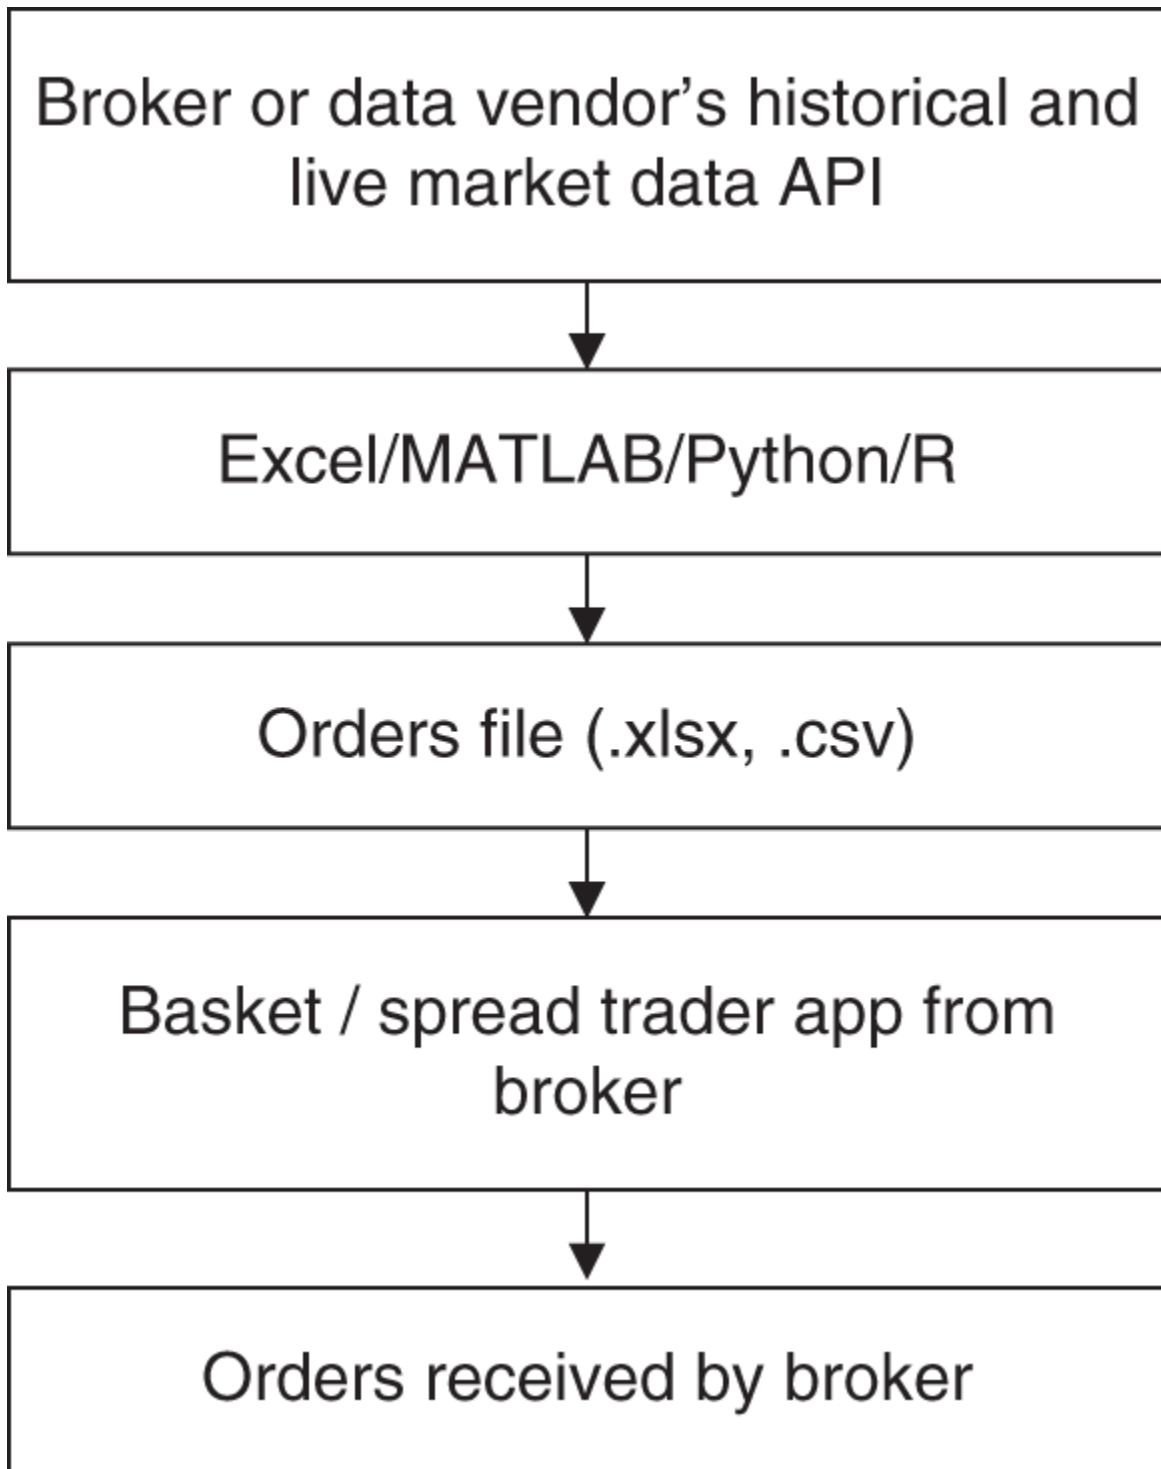 Broker or data vendor’s historical and
live market data API
Excel/MATLAB/Python/R
Orders file (.xlsx, .csv)
Basket / spread trader app from
broker
Orders received by broker